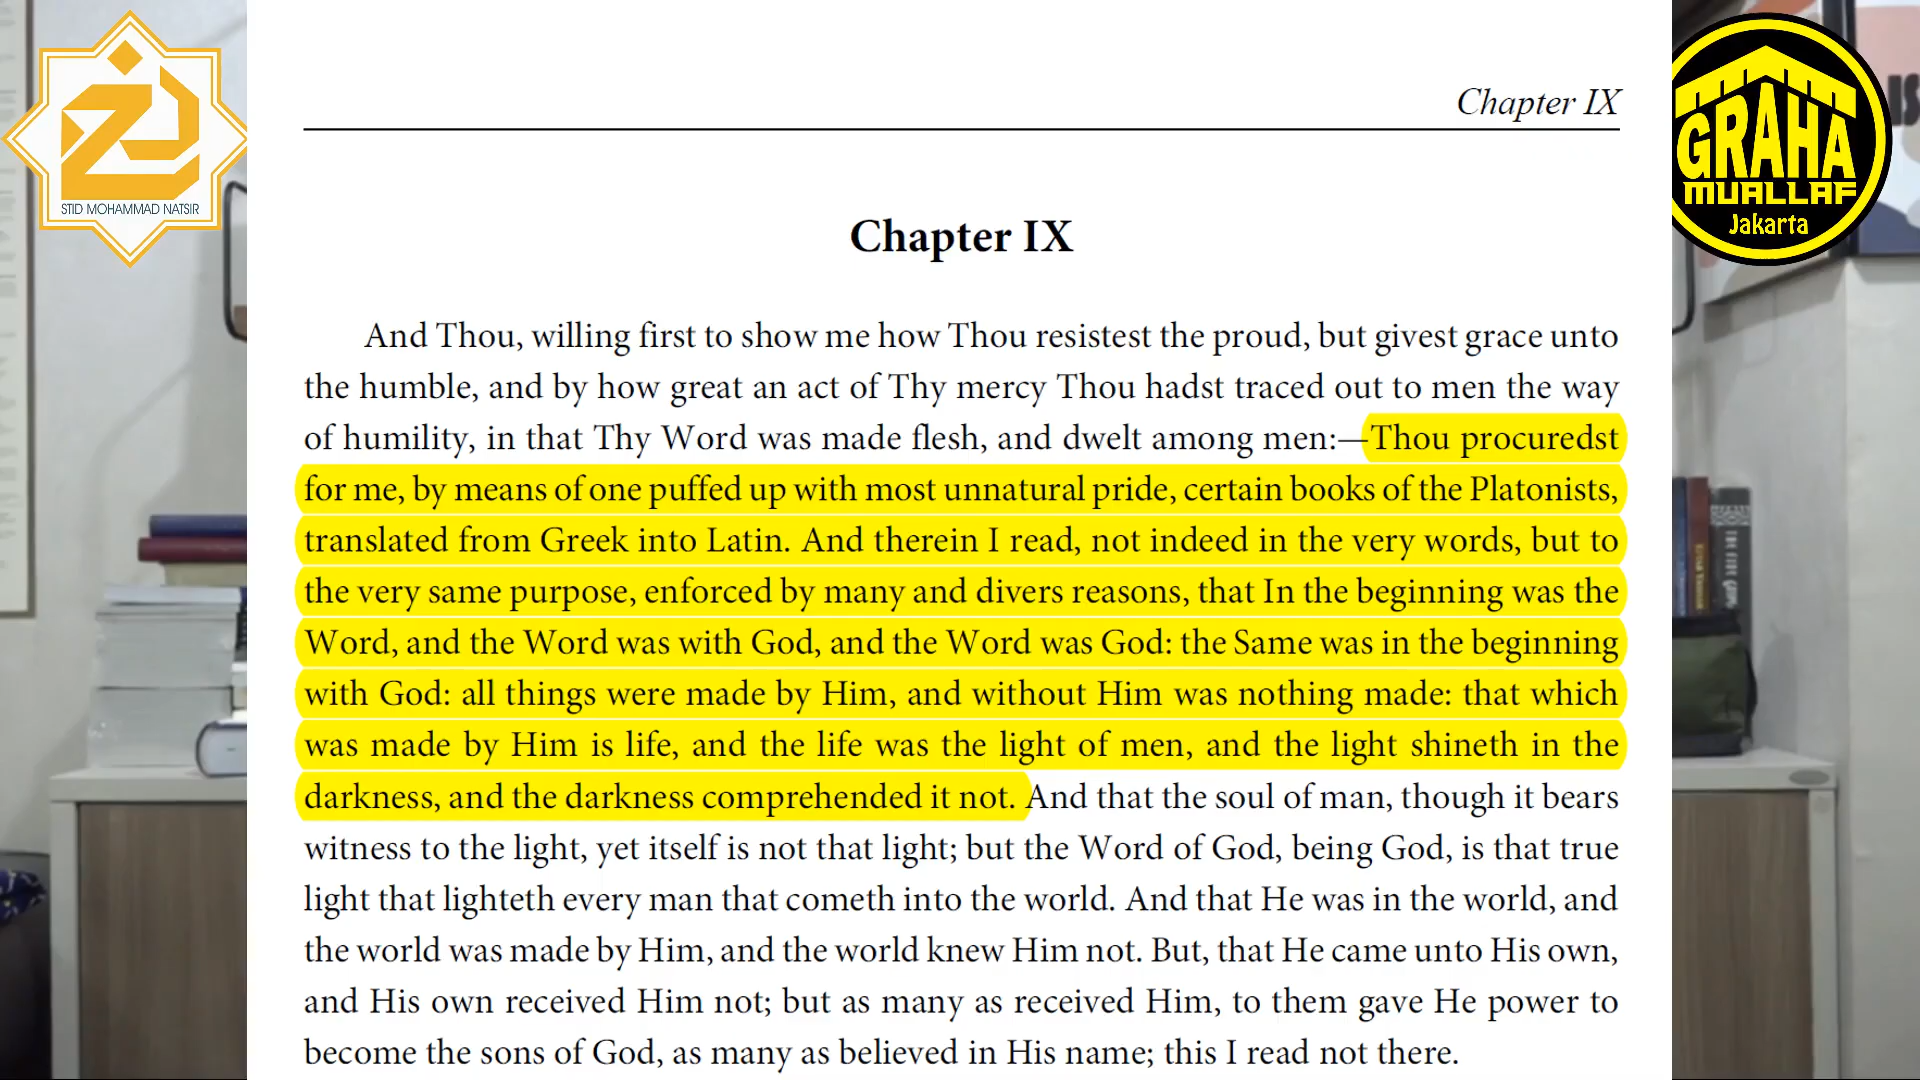 STID MOHAMMAD NATSIR
GRAHA
MUALLAF
Jakarta
Chapter IX
Chapter IX
And Thou, willing first to show me how Thou resistest the proud, but givest grace unto
the humble, and by how great an act of Thy mercy Thou hadst traced out to men the way
of humility, in that Thy Word was made flesh, and dwelt among men:—Thou procuredst
for me, by means of one puffed up with most unnatural pride, certain books of the Platonists,
translated from Greek into Latin. And therein I read, not indeed in the very words, but to
the very same purpose, enforced by many and divers reasons, that In the beginning was the
Word, and the Word was with God, and the Word was God: the Same was in the beginning
with God: all things were made by Him, and without Him was nothing made: that which
was made by Him is life, and the life was the light of men, and the light shineth in the
darkness, and the darkness comprehended it not. And that the soul of man, though it bears
witness to the light, yet itself is not that light; but the Word of God, being God, is that true
light that lighteth every man that cometh into the world. And that He was in the world, and
the world was made by Him, and the world knew Him not. But, that He came unto His own,
and His own received Him not; but as many as received Him, to them gave He power to
become the sons of God, as many as believed in His name; this I read not there.